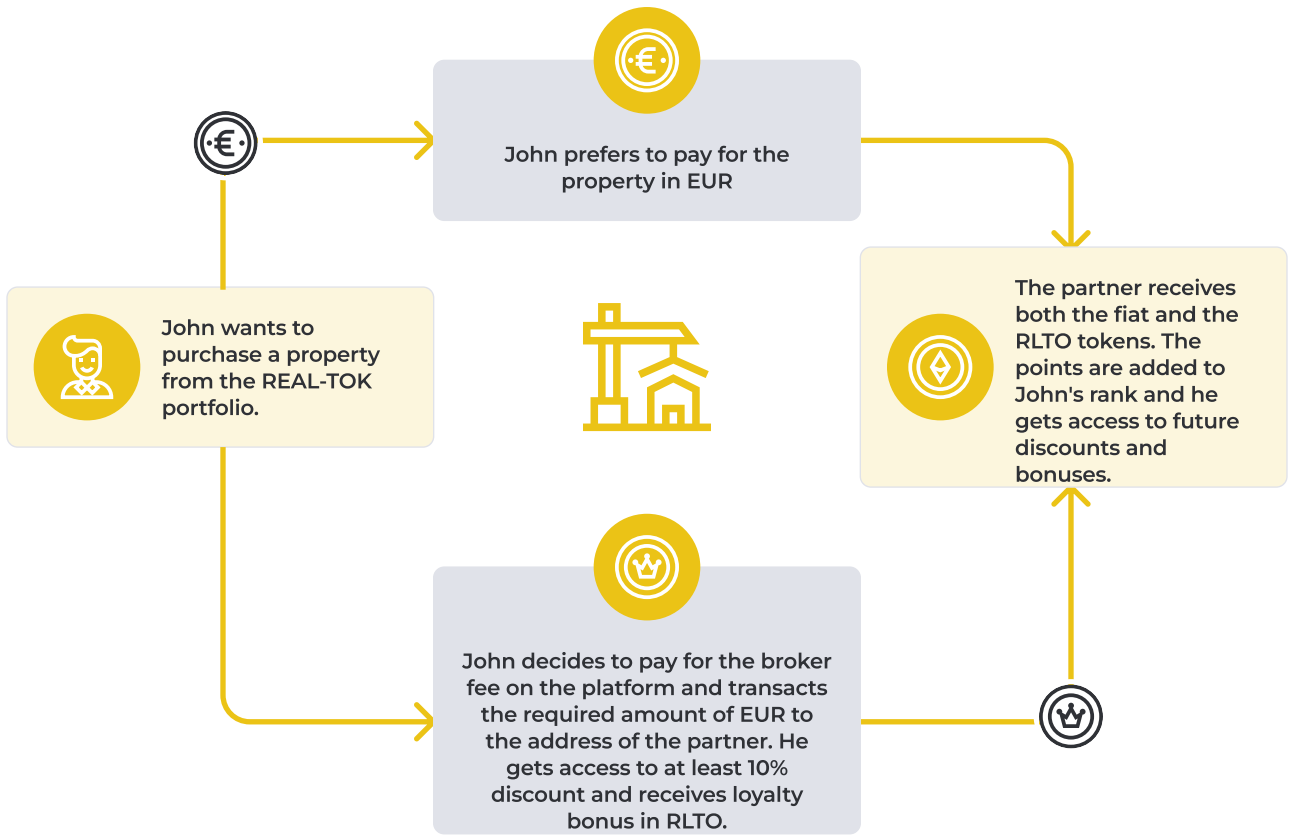 John prefers to pay for the
property in EUR
John wants to
purchase a property
from the REAL-TOK
portfolio.
The partner receives
both the fiat and the
RLTO tokens. The
points are added to
John's rank and he
gets access to future
discounts and
bonuses.
John decides to pay for the broker
fee on the platform and transacts
the required amount of EUR to
the address of the partner. He
gets access to at least 10%
discount and receives loyalty
bonus in RLTO.